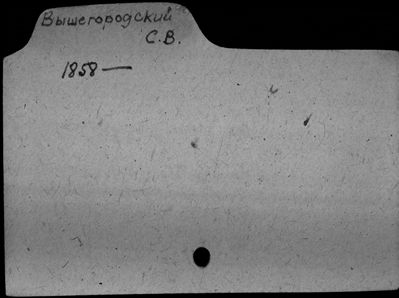 Вышегородский
С.В.
1858 —